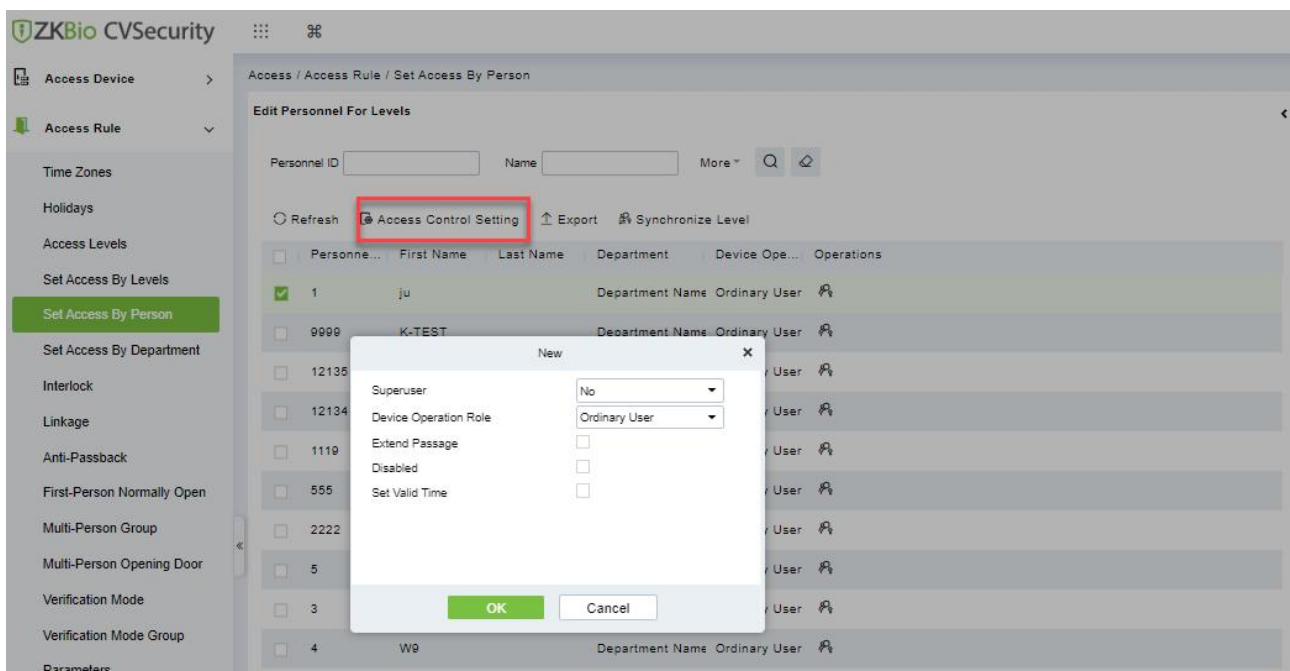 ZKBio CVSecurity
Access Device
Access Rule
Time Zones
Holidays
Access Levels
Set Access By Levels
Set Access By Person
Set Access By Department
Interlock
Linkage
Anti-Passback
First-Person Normally Open
Multi-Person Group
Multi-Person Opening Door
Verification Mode
Verification Mode Group
Parameters
Access / Access Rule / Set Access By Person
Edit Personnel For Levels
Personnel ID Name More
Refresh Access Control Setting Export Synchronize Level
Personne... First Name Last Name Department Device Ope... Operations
1 ju Department Name Ordinary User
9999 K-TEST Department Name Ordinary User
12135 User
12134 User
1119 User
555 User
2222 User
5 User
3 User
4 W9 Department Name Ordinary User
New
Superuser No
Device Operation Role Ordinary User
Extend Passage
Disabled
Set Valid Time
OK Cancel